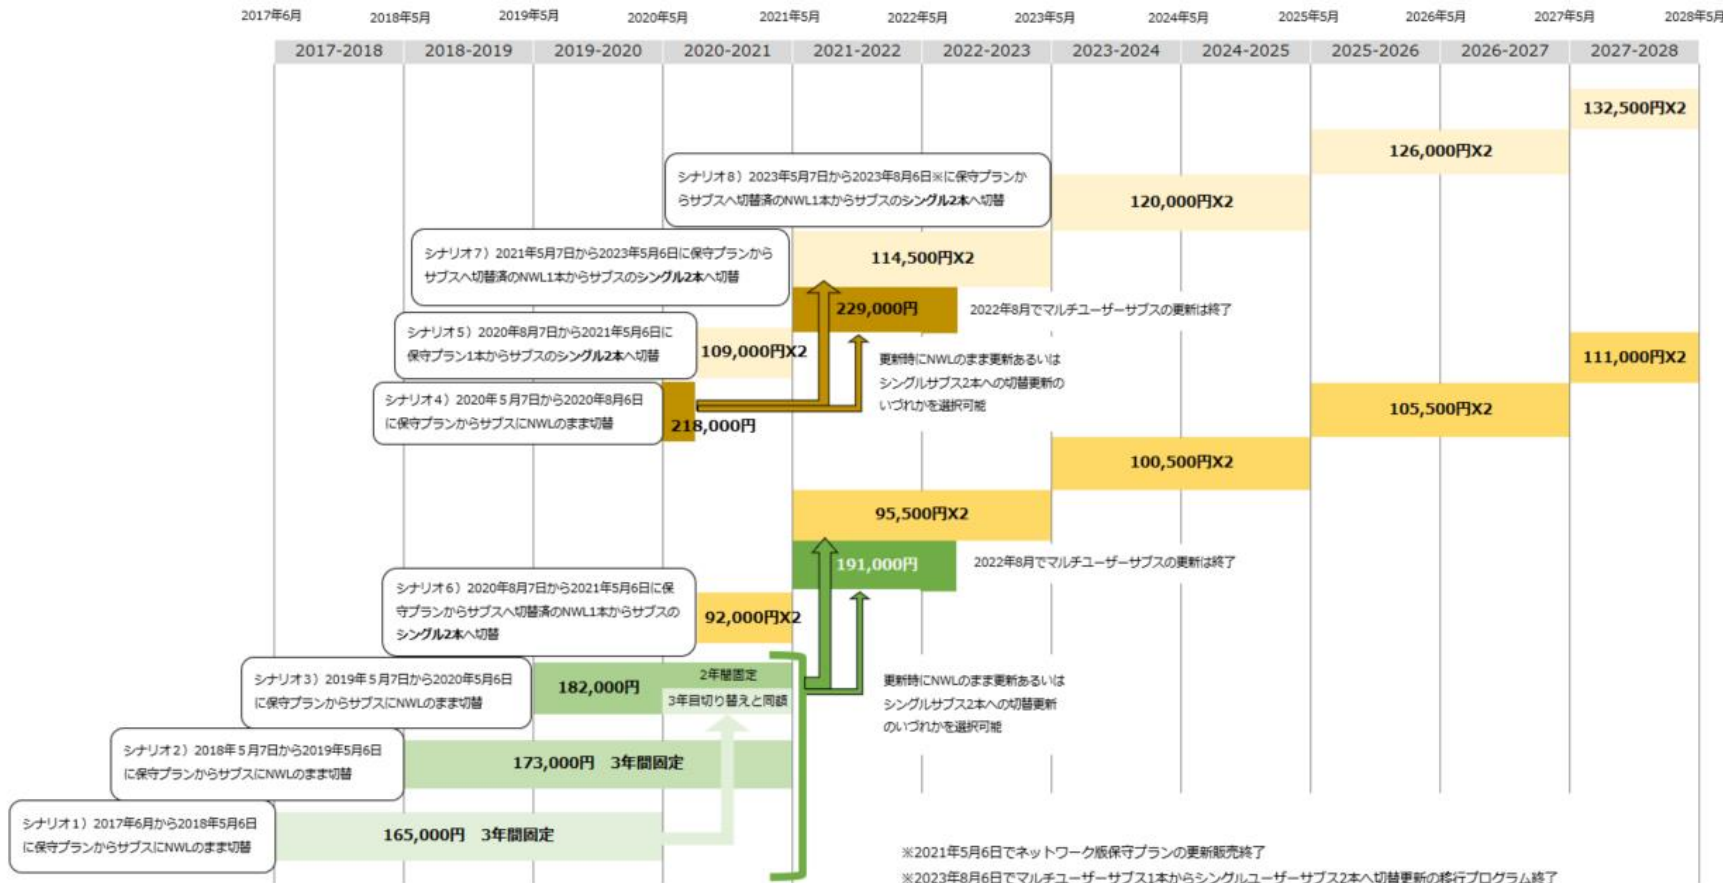 2017年6月 2018年5月 2019年5月 2020年5月 2021年5月 2022年5月 2023年5月 2024年5月 2025年5月 2026年5月 2027年5月 2028年5月
2017-2018 2018-2019 2019-2020 2020-2021 2021-2022 2022-2023 2023-2024 2024-2025 2025-2026 2026-2027 2027-2028
132,500円X2
126,000円X2
シナリオ8）2023年5月7日から2023年8月6日※に保守プランか
らサブスへ切替済のNWL1本からサブスのシングル2本へ切替
120,000円X2
シナリオ7）2021年5月7日から2023年5月6日に保守プランから
サブスへ切替済のNWL1本からサブスのシングル2本へ切替
114,500円X2
229,000円
2022年8月でマルチユーザーサブスの更新は終了
シナリオ5）2020年8月7日から2021年5月6日に
保守プラン1本からサブスのシングル2本へ切替
109,000円X2
更新時にNWLのまま更新あるいは
シングルサブス2本への切替更新の
いづれかを選択可能
111,000円X2
シナリオ4）2020年5月7日から2020年8月6日
に保守プランからサブスにNWLのまま切替
218,000円
105,500円X2
100,500円X2
95,500円X2
191,000円
2022年8月でマルチユーザーサブスの更新は終了
シナリオ6）2020年8月7日から2021年5月6日に保
守プランからサブスへ切替済のNWL1本からサブスの
シングル2本へ切替
92,000円X2
シナリオ3）2019年5月7日から2020年5月6日
に保守プランからサブスにNWLのまま切替
182,000円
2年間固定
3年目切り替えと同額
更新時にNWLのまま更新あるいは
シングルサブス2本への切替更新
のいづれかを選択可能
シナリオ2）2018年5月7日から2019年5月6日
に保守プランからサブスにNWLのまま切替
173,000円 3年間固定
シナリオ1）2017年6月から2018年5月6日
に保守プランからサブスにNWLのまま切替
165,000円 3年間固定
※2021年5月6日でネットワーク版保守プランの更新販売終了
※2023年8月6日でマルチユーザーサブス1本からシングルユーザーサブス2本へ切替更新の移行プログラム終了